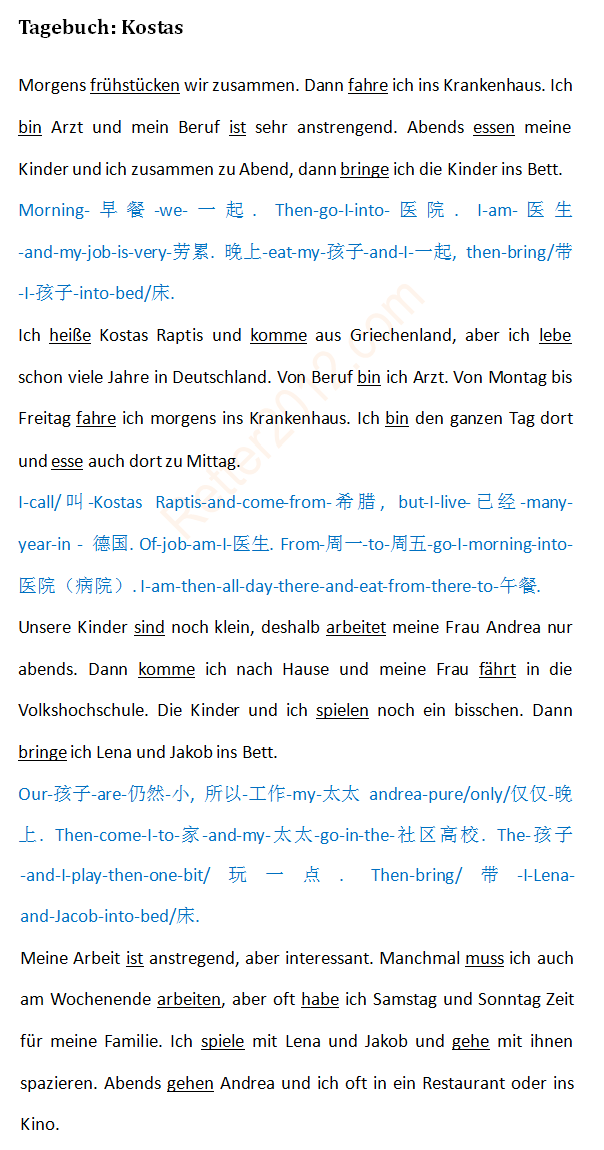 Tagebuch: Kostas
Morgens frühstücken wir zusammen. Dann fahre ich ins Krankenhaus. Ich
bin Arzt und mein Beruf ist sehr anstrengend. Abends essen meine
Kinder und ich zusammen zu Abend, dann bringe ich die Kinder ins Bett.
Morning-早餐-we-一起. Then-go-I-into-医院. I-am-医生
-and-my-job-is-very-劳累. 晚上-eat-my-孩子-and-I-一起, then-bring/带
-I-孩子-into-bed/床.
Ich heiße Kostas Raptis und komme aus Griechenland, aber ich lebe
schon viele Jahre in Deutschland. Von Beruf bin ich Arzt. Von Montag bis
Freitag fahre ich morgens ins Krankenhaus. Ich bin den ganzen Tag dort
und esse auch dort zu Mittag.
I-call/叫-Kostas Raptis-and-come-from-希腊, but-I-live-已经-many-
year-in - 德国. Of-job-am-I-医生. From-周一-to-周五-go-I-morning-into-
医院（病院）. I-am-then-all-day-there-and-eat-from-there-to-午餐.
Unsere Kinder sind noch klein, deshalb arbeitet meine Frau Andrea nur
abends. Dann komme ich nach Hause und meine Frau fährt in die
Volkshochschule. Die Kinder und ich spielen noch ein bisschen. Dann
bringe ich Lena und Jakob ins Bett.
Our-孩子-are-仍然-小, 所以-工作-my-太太 andrea-pure/only/仅仅-晚
上. Then-come-I-to-家-and-my-太太-go-in-the-社区高校. The-孩子
-and-I-play-then-one-bit/玩一点. Then-bring/带-I-Lena-
and-Jacob-into-bed/床.
Meine Arbeit ist anstregend, aber interessant. Manchmal muss ich auch
am Wochenende arbeiten, aber oft habe ich Samstag und Sonntag Zeit
für meine Familie. Ich spiele mit Lena und Jakob und gehe mit ihnen
spazieren. Abends gehen Andrea und ich oft in ein Restaurant oder ins
Kino.